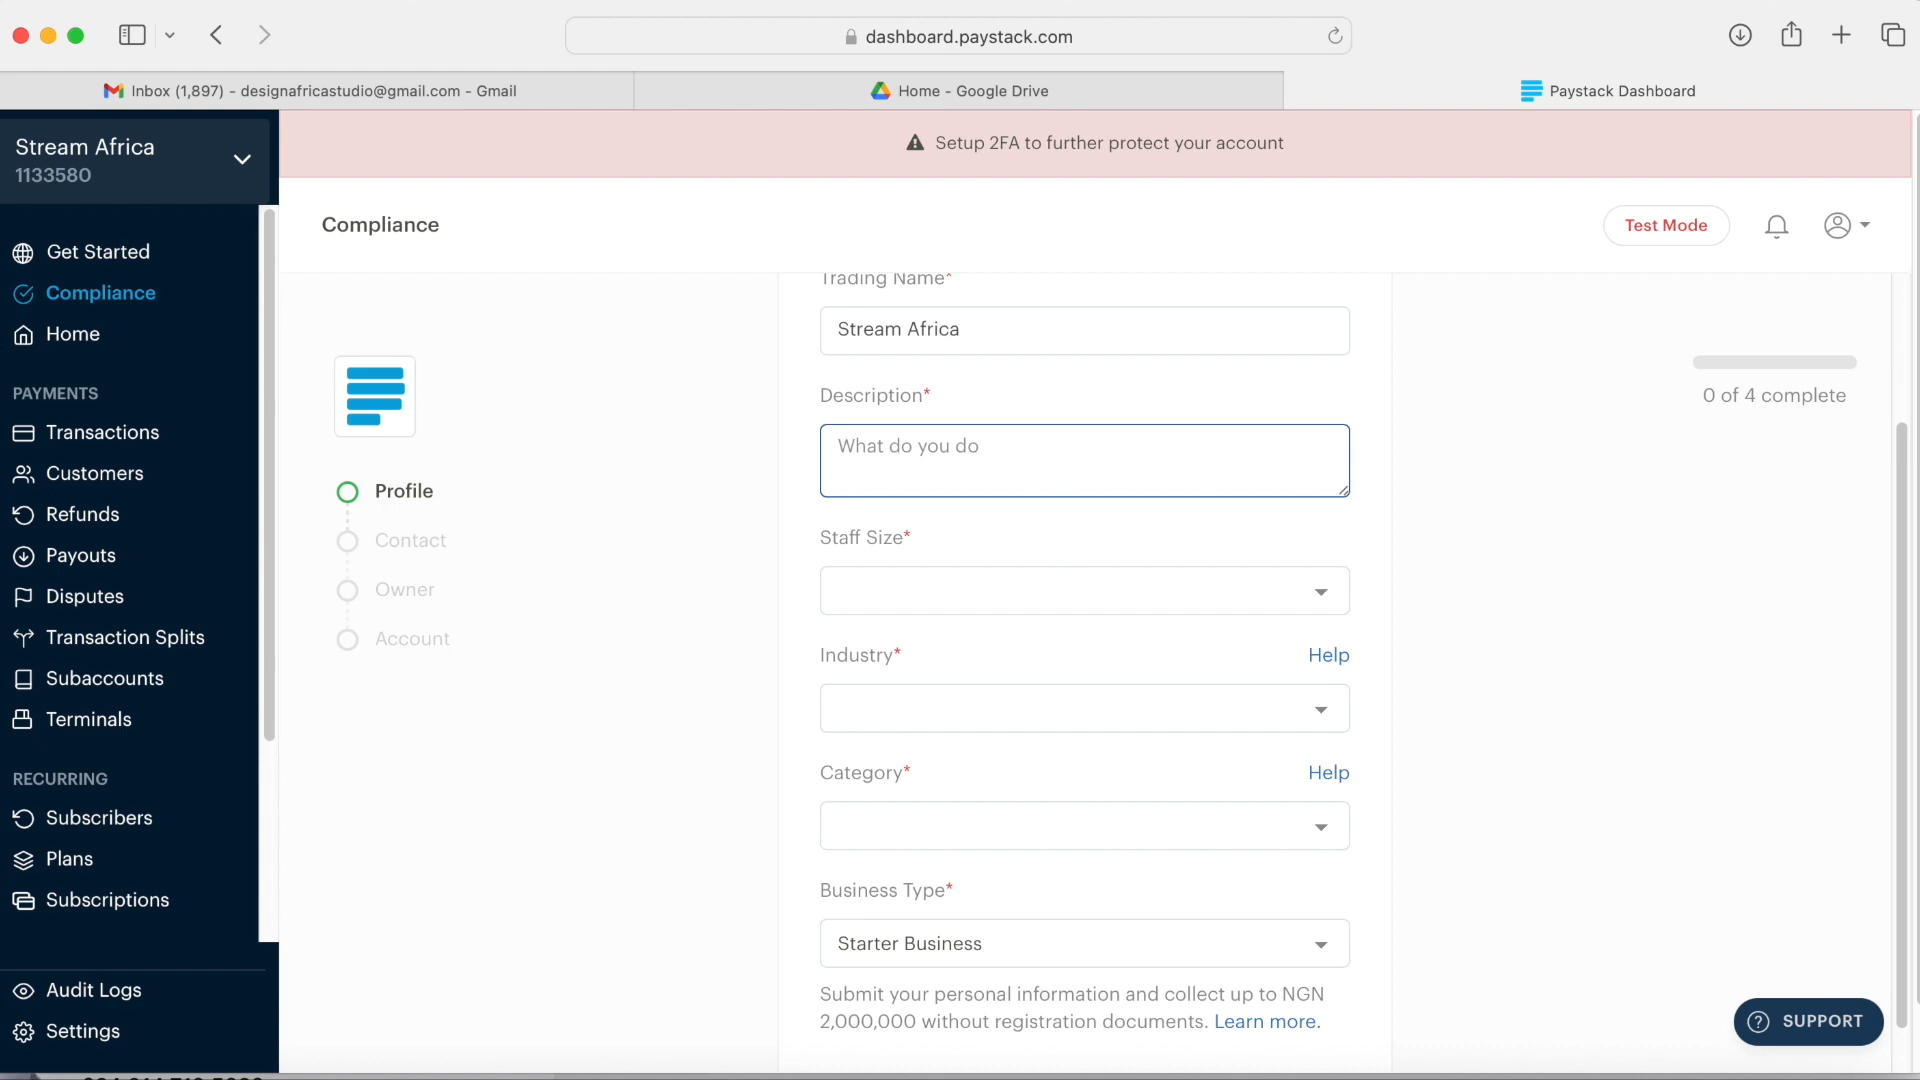 dashboard.paystack.com
Inbox (1,897) - designafricastudio@gmail.com - Gmail
Home - Google Drive
Paystack Dashboard
Stream Africa
1133580
Setup 2FA to further protect your account
Get Started
Compliance
Home
PAYMENTS
Transactions
Customers
Refunds
Payouts
Disputes
Transaction Splits
Subaccounts
Terminals
RECURRING
Subscribers
Plans
Subscriptions
Audit Logs
Settings
Compliance
Test Mode
Profile
Contact
Owner
Account
Trading Name*
Stream Africa
Description*
What do you do
Staff Size*
Industry*
Help
Category*
Help
Business Type*
Starter Business
Submit your personal information and collect up to NGN
2,000,000 without registration documents. Learn more.
0 of 4 complete
SUPPORT